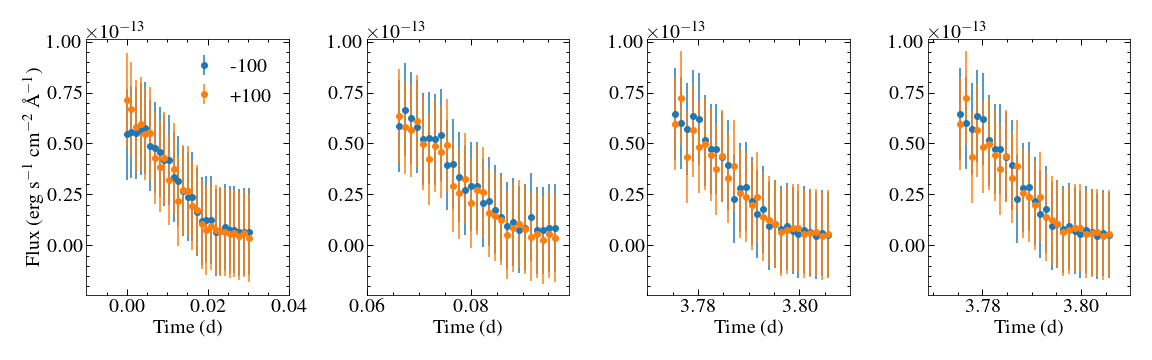 ×10⁻¹³ ×10⁻¹³ ×10⁻¹³ ×10⁻¹³
1.00 1.00 1.00 1.00
-100
0.75 0.75 0.75 0.75
+100
0.50 0.50 0.50 0.50
0.25 0.25 0.25 0.25
0.00 0.00 0.00 0.00
Flux (erg s⁻¹ cm⁻² Å⁻¹)
0.00 0.02 0.04 0.06 0.08 3.78 3.80 3.78 3.80
Time (d) Time (d) Time (d) Time (d)